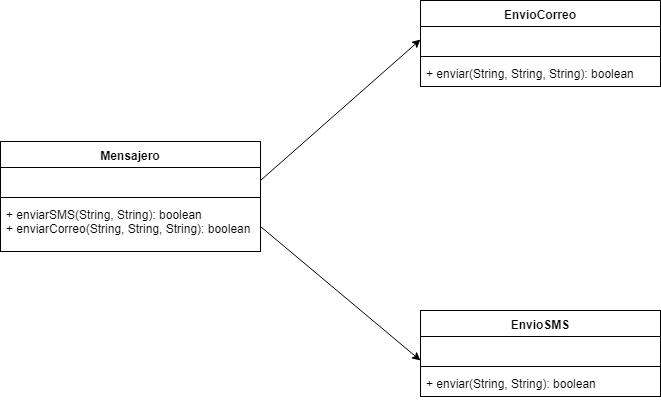 EnvioCorreo
+ enviar(String, String, String): boolean
Mensajero
+ enviarSMS(String, String): boolean
+ enviarCorreo(String, String, String): boolean
EnvioSMS
+ enviar(String, String): boolean